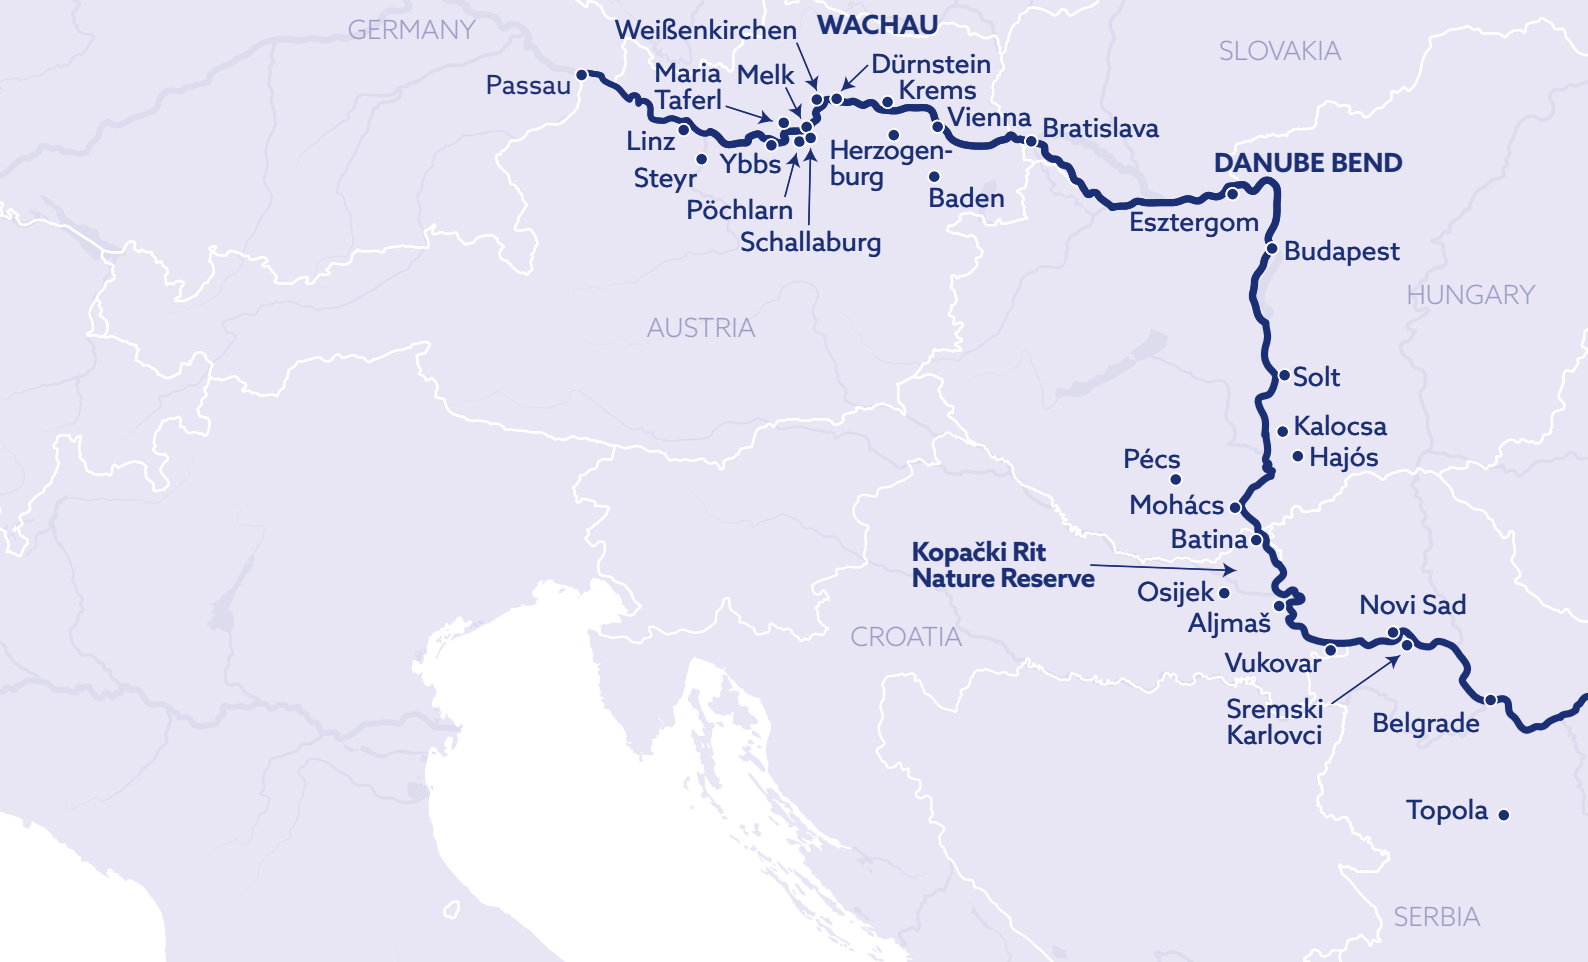 GERMANY
Weißenkirchen
WACHAU
SLOVAKIA
Passau
Maria
Taferl
Melk
Dürnstein
Krems
Vienna
Bratislava
Linz
Steyr
Ybbs
Herzogen-
burg
Baden
DANUBE BEND
Pöchlarn
Schallaburg
Esztergom
Budapest
HUNGARY
AUSTRIA
Solt
Kalocsa
Hajós
Pécs
Mohács
Batina
Kopački Rit
Nature Reserve
Osijek
Aljmaš
Novi Sad
CROATIA
Vukovar
Sremski
Karlovci
Belgrade
Topola
SERBIA